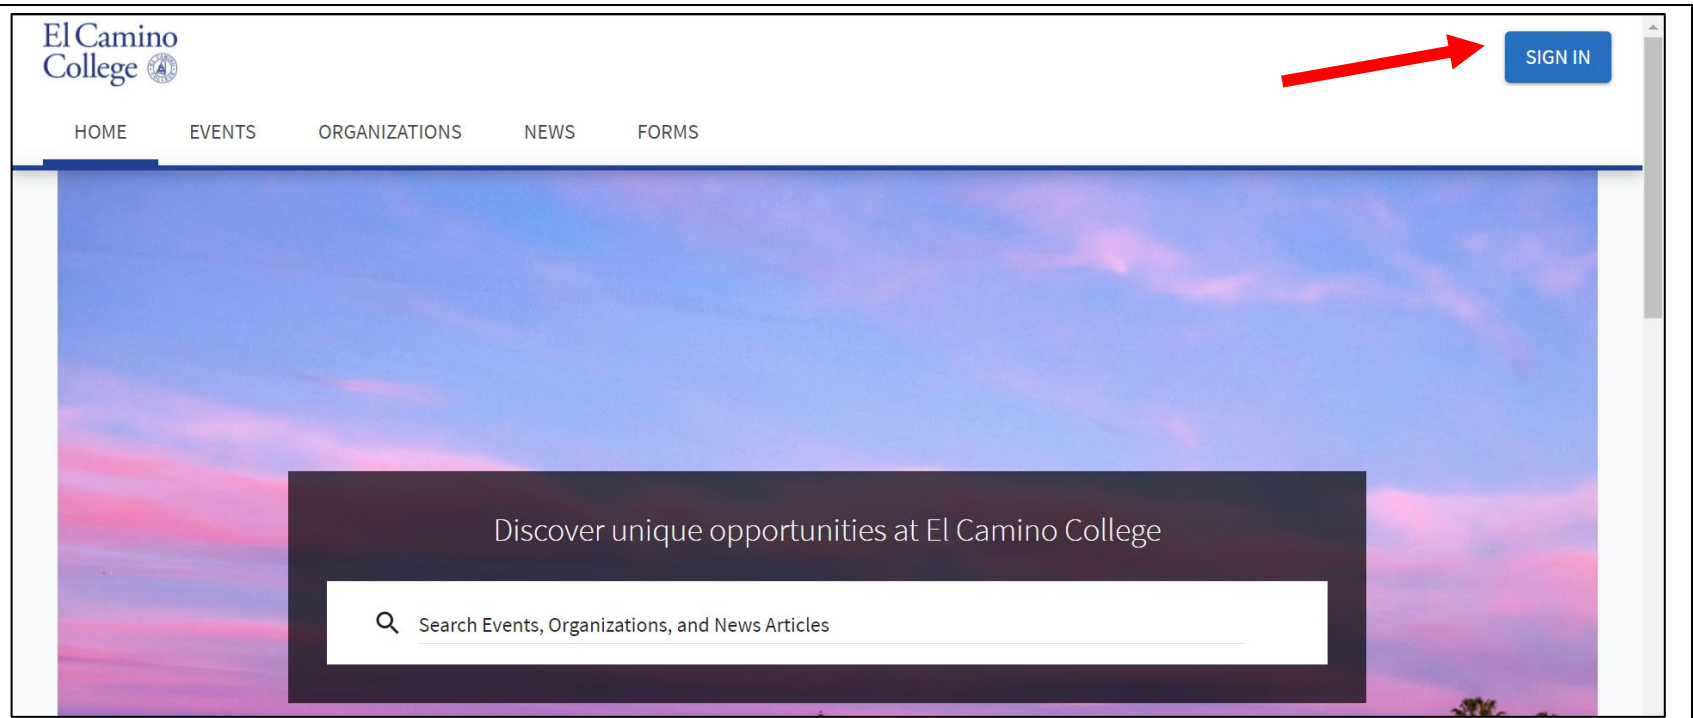 El Camino
College
SIGN IN
HOME EVENTS ORGANIZATIONS NEWS FORMS
Discover unique opportunities at El Camino College
Search Events, Organizations, and News Articles